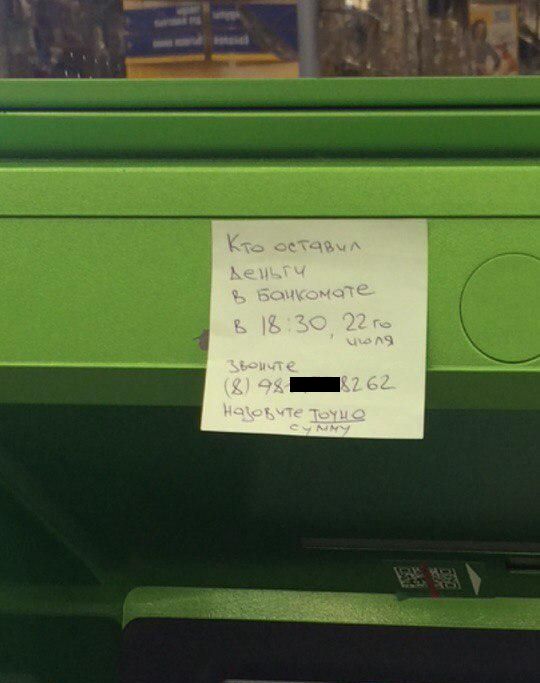 Кто оставил
деньги
в банкомате
в 18:30, 22го
июля
Звоните
(8) 98 8262
Назовите точно
сумму